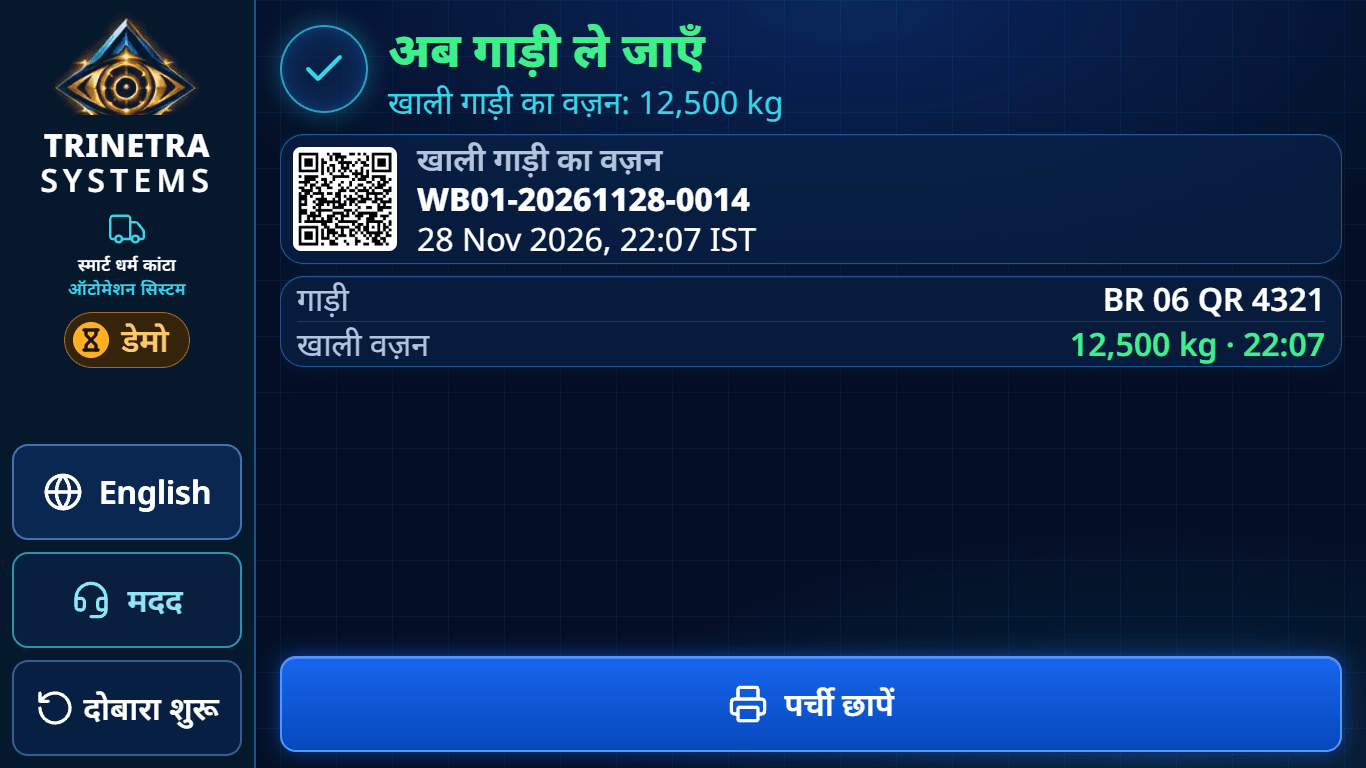 TRINETRA
SYSTEMS
स्मार्ट धर्म कांटा
ऑटोमेशन सिस्टम
डेमो
English
मदद
दोबारा शुरू
अब गाड़ी ले जाएँ
खाली गाड़ी का वज़न: 12,500 kg
खाली गाड़ी का वज़न
WB01-20261128-0014
28 Nov 2026, 22:07 IST
गाड़ी BR 06 QR 4321
खाली वज़न 12,500 kg · 22:07
पर्ची छापें